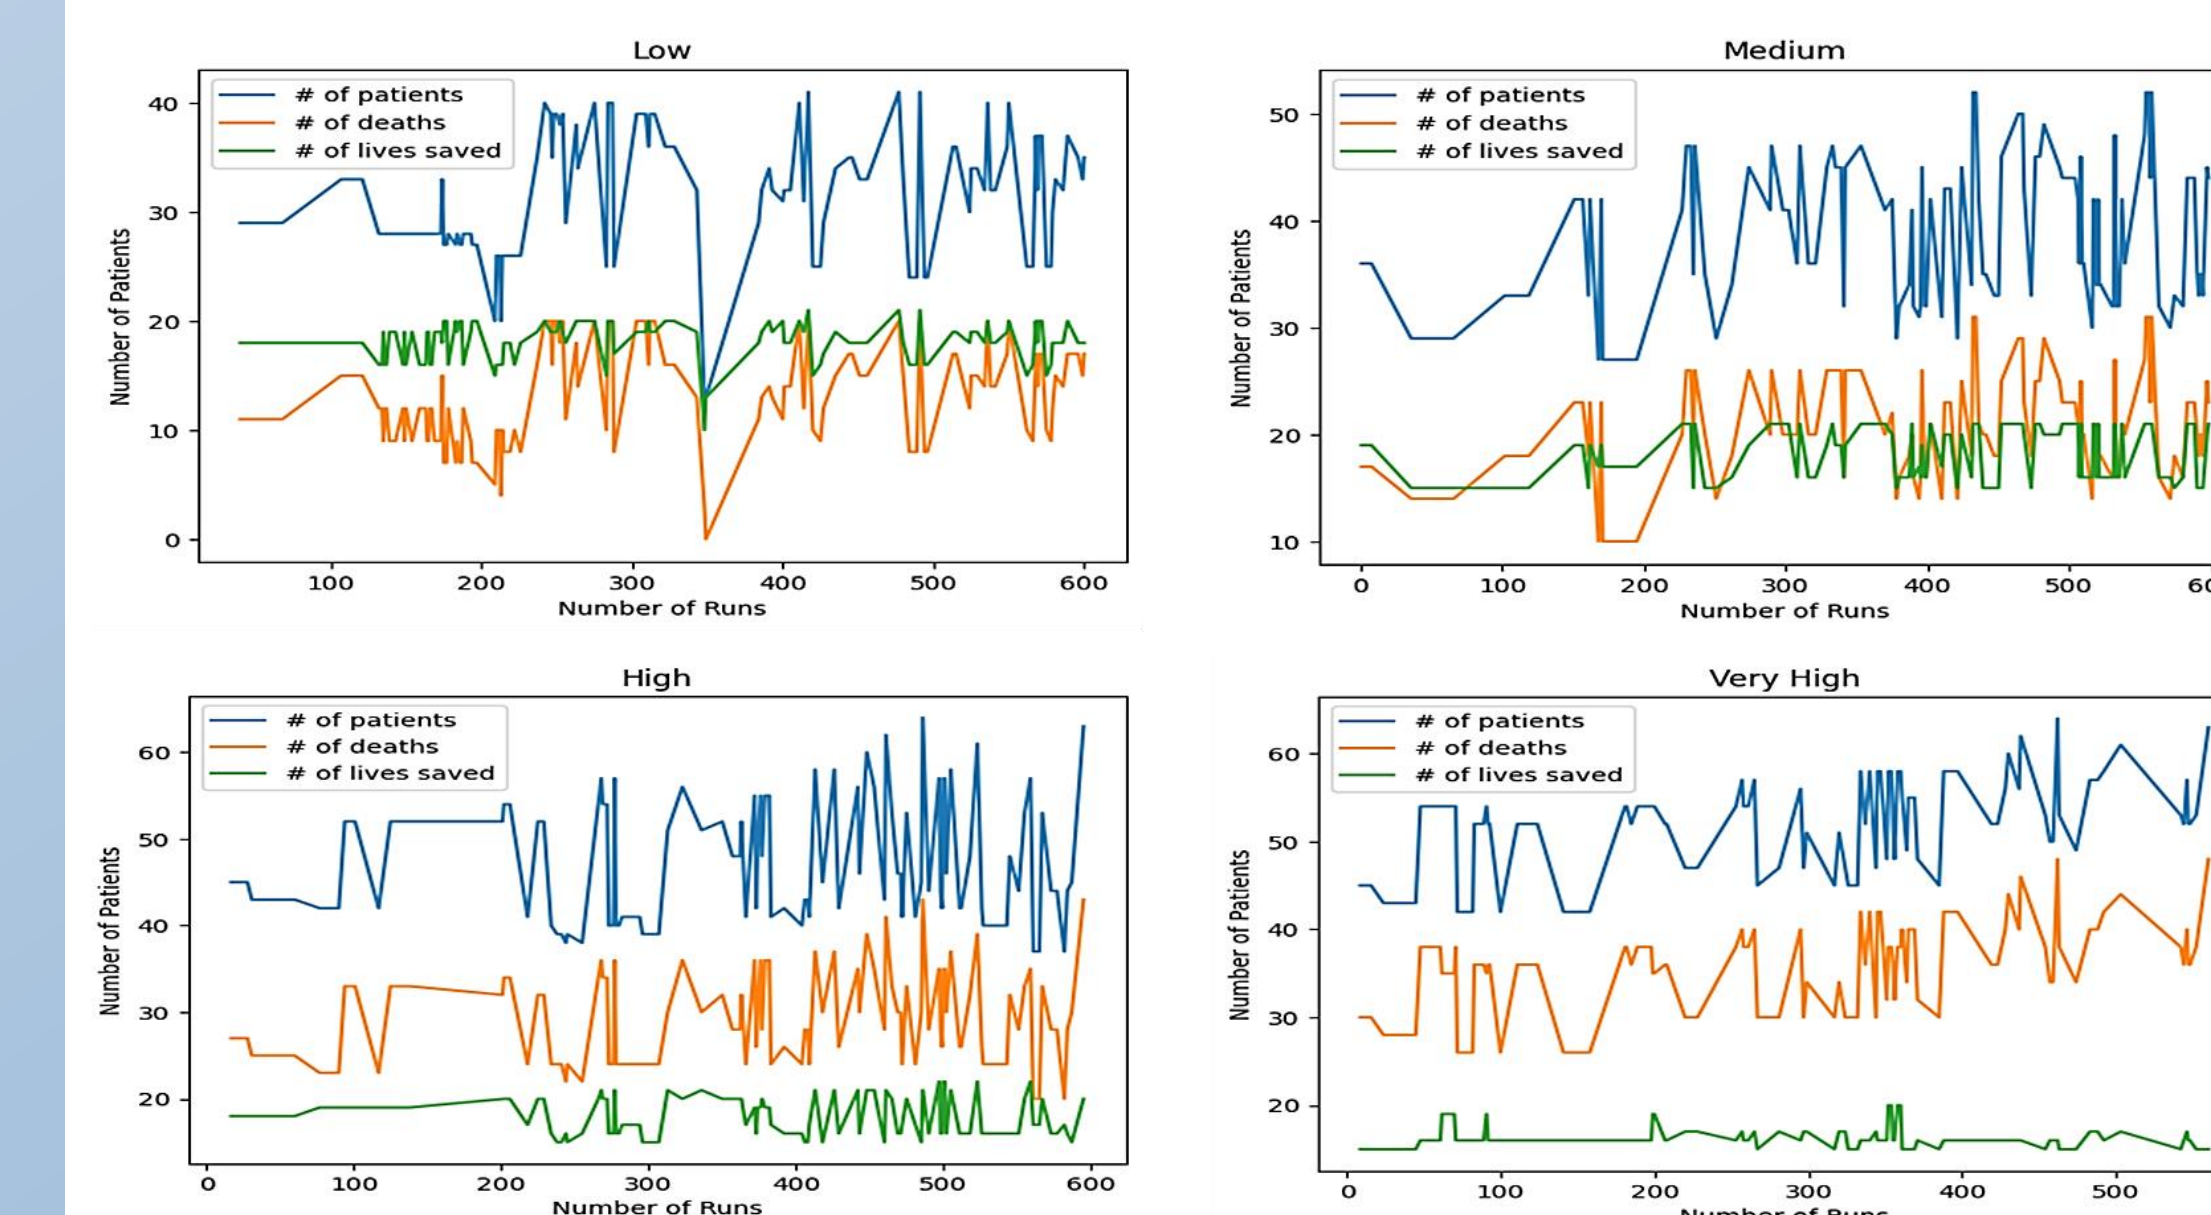 Low
# of patients
# of deaths
# of lives saved
40
30
20
10
0
Number of Patients
100 200 300 400 500 600
Number of Runs
Medium
# of patients
# of deaths
# of lives saved
50
40
30
20
10
Number of Patients
0 100 200 300 400 500
Number of Runs
High
# of patients
# of deaths
# of lives saved
60
50
40
30
20
Number of Patients
0 100 200 300 400 500 600
Number of Runs
Very High
# of patients
# of deaths
# of lives saved
60
50
40
30
20
Number of Patients
0 100 200 300 400 500
Number of Runs